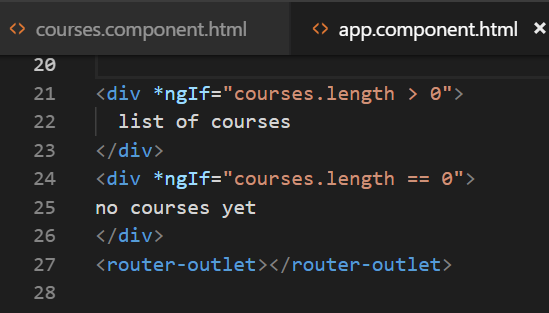 <> courses.component.html <> app.component.html ×
20
21 <div *ngIf="courses.length > 0">
22   list of courses
23 </div>
24 <div *ngIf="courses.length == 0">
25 no courses yet
26 </div>
27 <router-outlet></router-outlet>
28